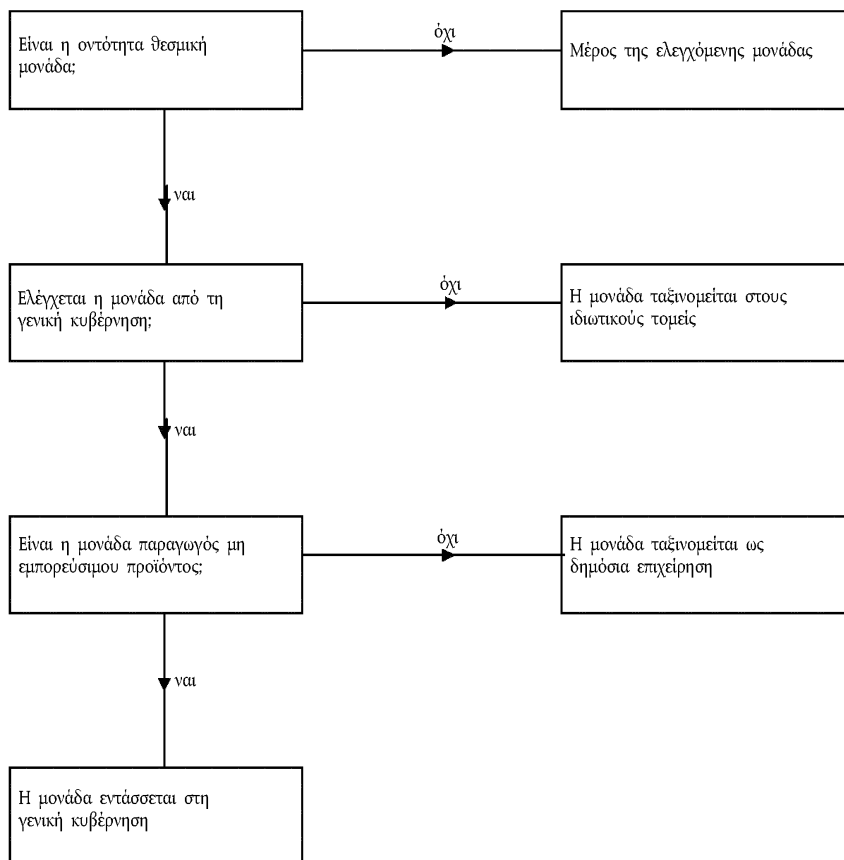 Είναι η οντότητα θεσμική
μονάδα;
όχι
Μέρος της ελεγχόμενης μονάδας
ναι
Ελέγχεται η μονάδα από τη
γενική κυβέρνηση;
όχι
Η μονάδα ταξινομείται στους
ιδιωτικούς τομείς
ναι
Είναι η μονάδα παραγωγός μη
εμπορεύσιμου προϊόντος;
όχι
Η μονάδα ταξινομείται ως
δημόσια επιχείρηση
ναι
Η μονάδα εντάσσεται στη
γενική κυβέρνηση